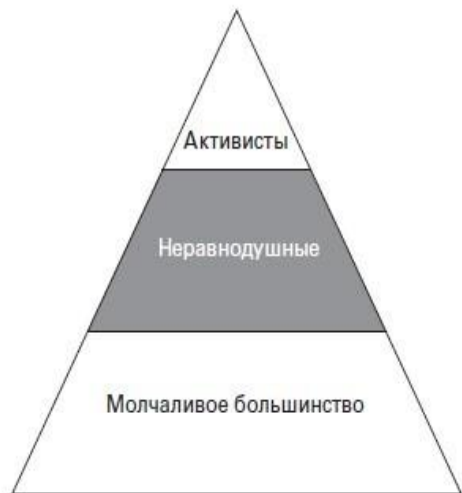 Активисты
Неравнодушные
Молчаливое большинство